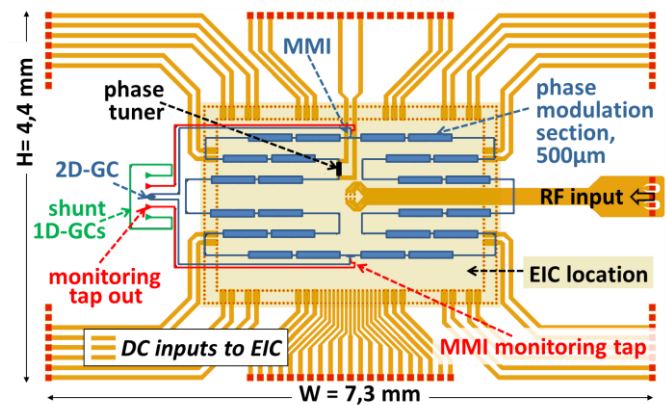 MMI
phase
tuner
phase
modulation
section,
500µm
H= 4,4 mm
2D-GC
shunt
1D-GCs
RF input
monitoring
tap out
EIC location
DC inputs to EIC
MMI monitoring tap
W = 7,3 mm